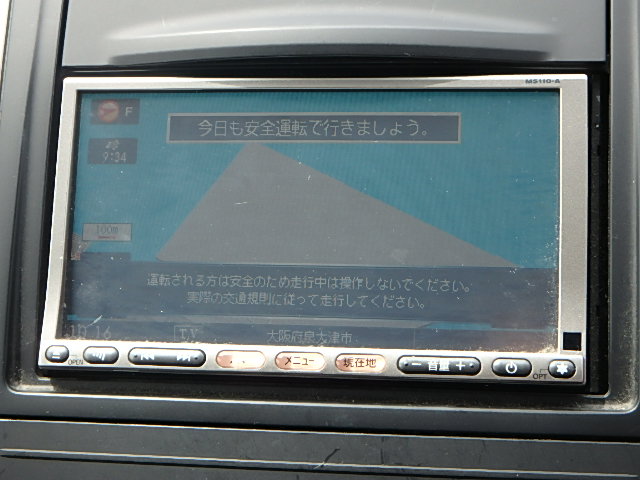 MS110-A
F
今日も安全運転で行きましょう。
9:34
100m
運転される方は安全のため走行中は操作しないでください。
実際の交通規則に従って走行してください。
TV
大阪府泉大津市
OPEN
メニュー
現在地
− 音量 +
OPT